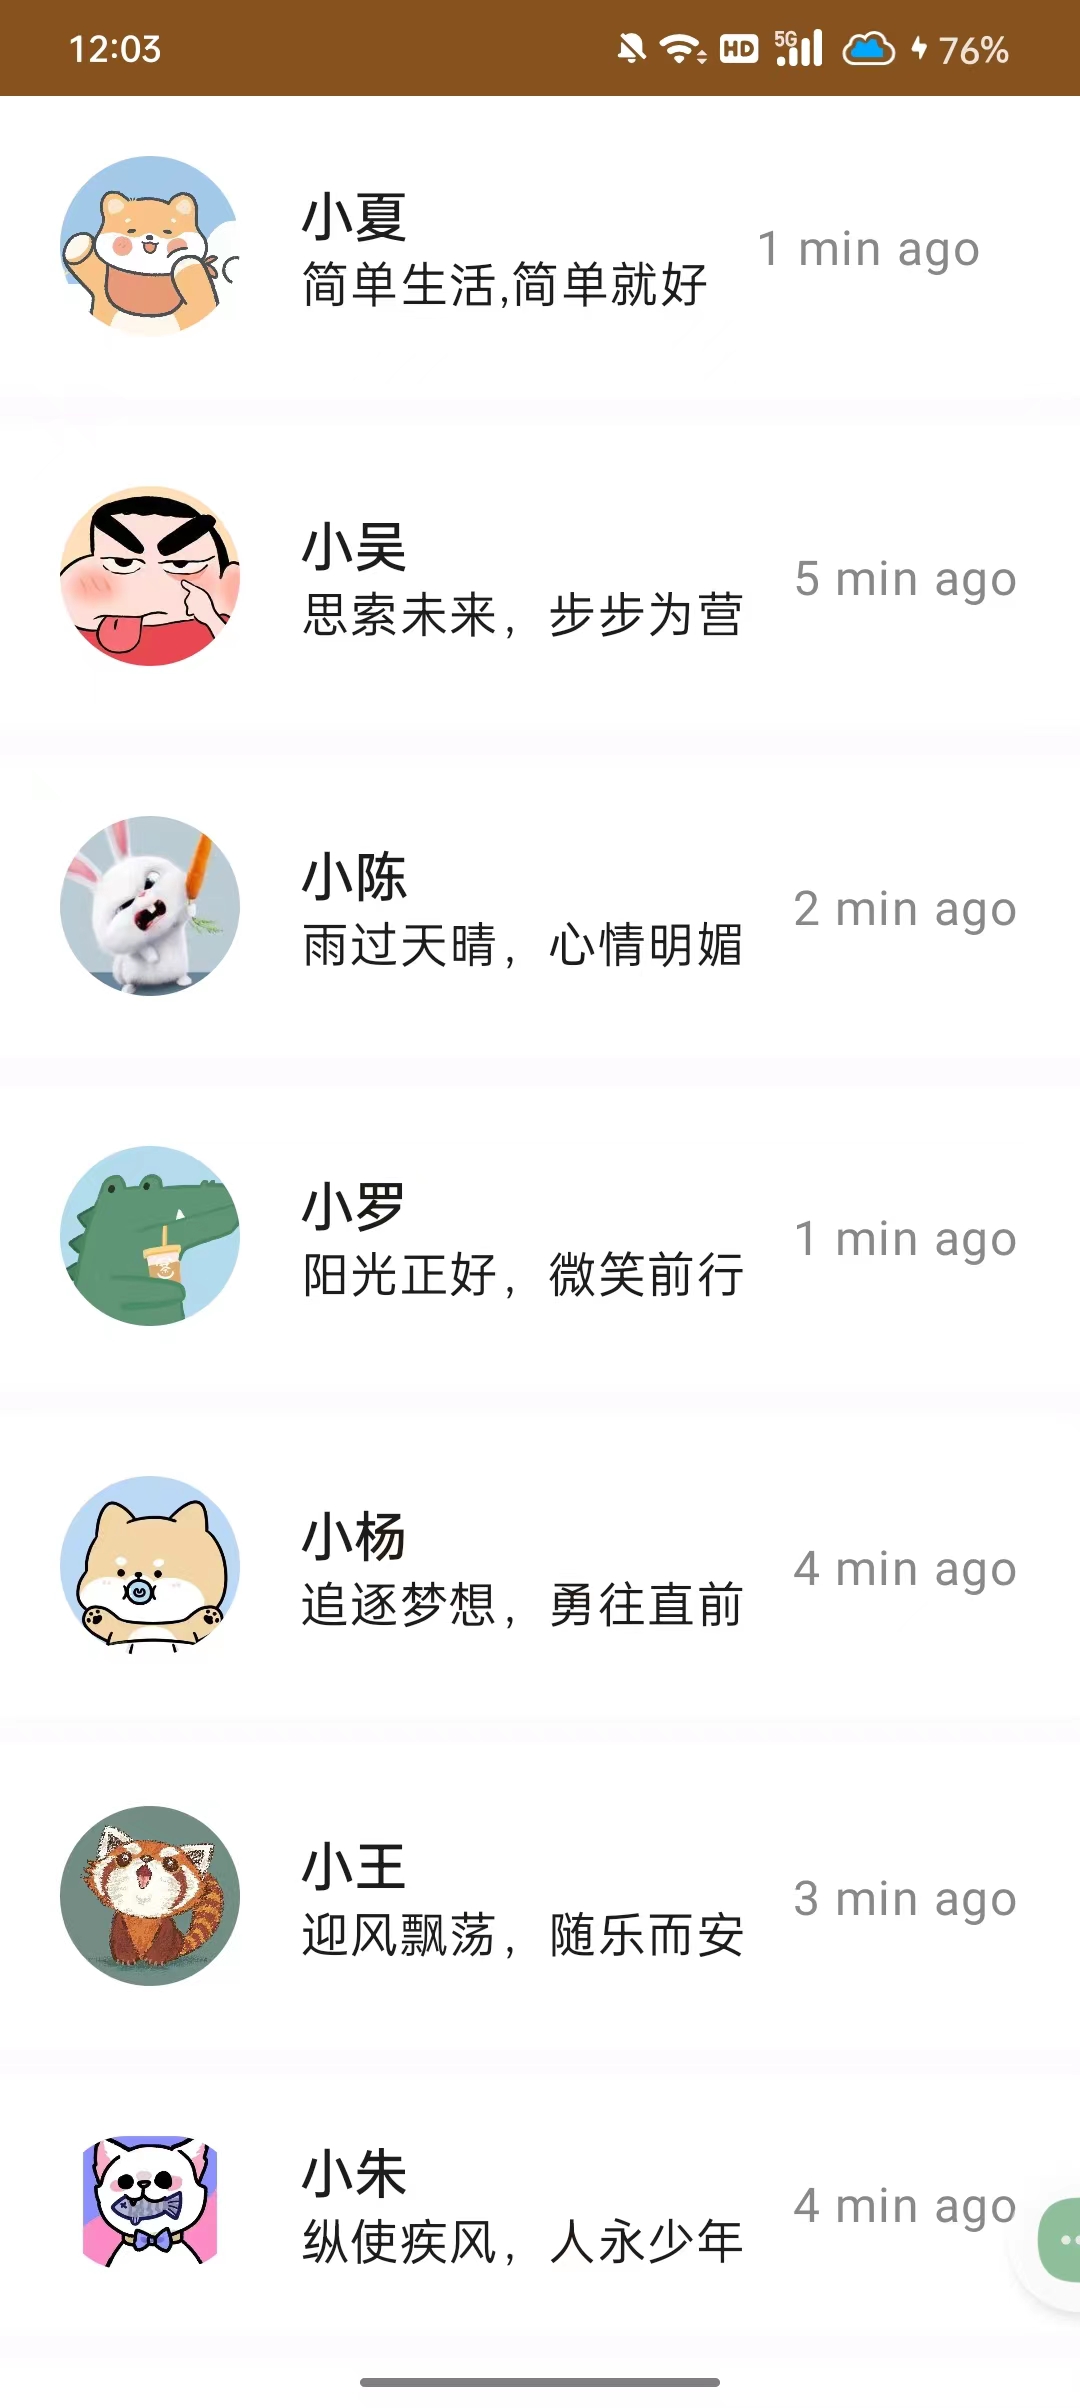 12:03 HD 5G 76%
小夏
简单生活,简单就好
1 min ago
小吴
思索未来，步步为营
5 min ago
小陈
雨过天晴，心情明媚
2 min ago
小罗
阳光正好，微笑前行
1 min ago
小杨
追逐梦想，勇往直前
4 min ago
小王
迎风飘荡，随乐而安
3 min ago
小朱
纵使疾风，人永少年
4 min ago